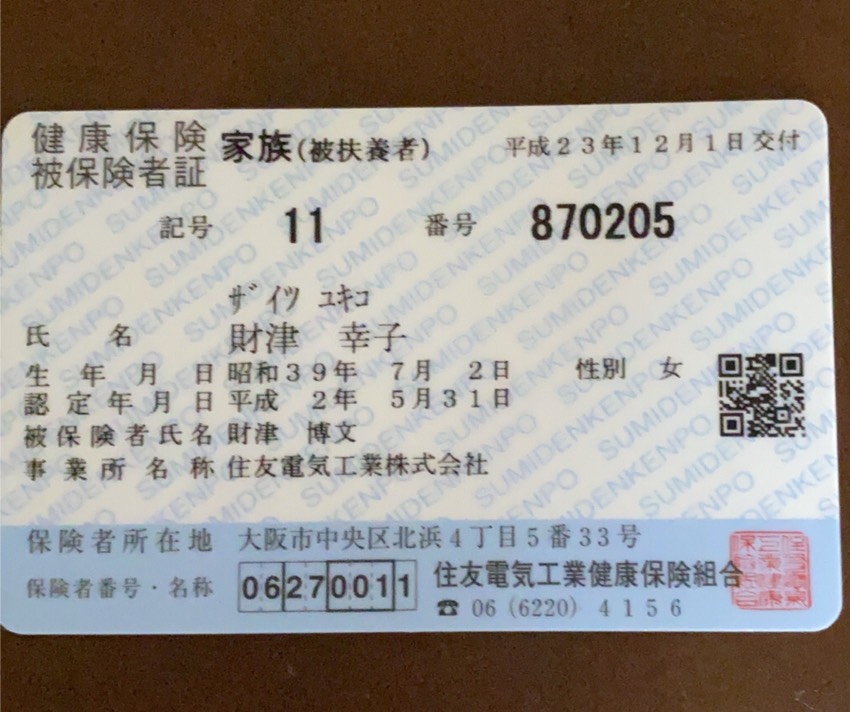 健康保険 家族(被扶養者) 平成23年12月1日交付
被保険者証
記号 11 番号 870205
ザイツ ユキコ
氏名 財津 幸子
生年月日 昭和39年 7月 2日 性別 女
認定年月日 平成 2年 5月31日
被保険者氏名 財津 博文
事業所名称 住友電気工業株式会社
保険者所在地 大阪市中央区北浜4丁目5番33号
保険者番号・名称 06270011 住友電気工業健康保険組合
☎ 06 (6220) 4156
SUMIDENKENPO